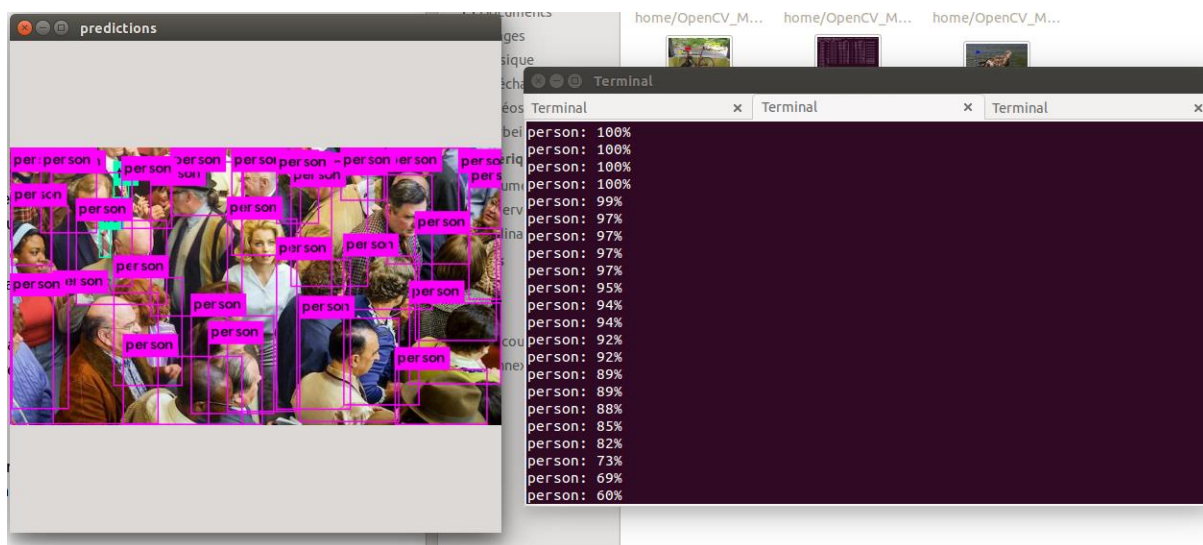 home/OpenCV_M... home/OpenCV_M... home/OpenCV_M...
predictions
Terminal
Terminal × Terminal × Terminal ×
person person person person person person
person person
person
person
person
person
person
person
person
person
person
person
person
person
person
person: 100%
person: 100%
person: 100%
person: 100%
person: 99%
person: 97%
person: 97%
person: 97%
person: 97%
person: 95%
person: 94%
person: 94%
person: 92%
person: 92%
person: 89%
person: 89%
person: 88%
person: 85%
person: 82%
person: 73%
person: 69%
person: 60%